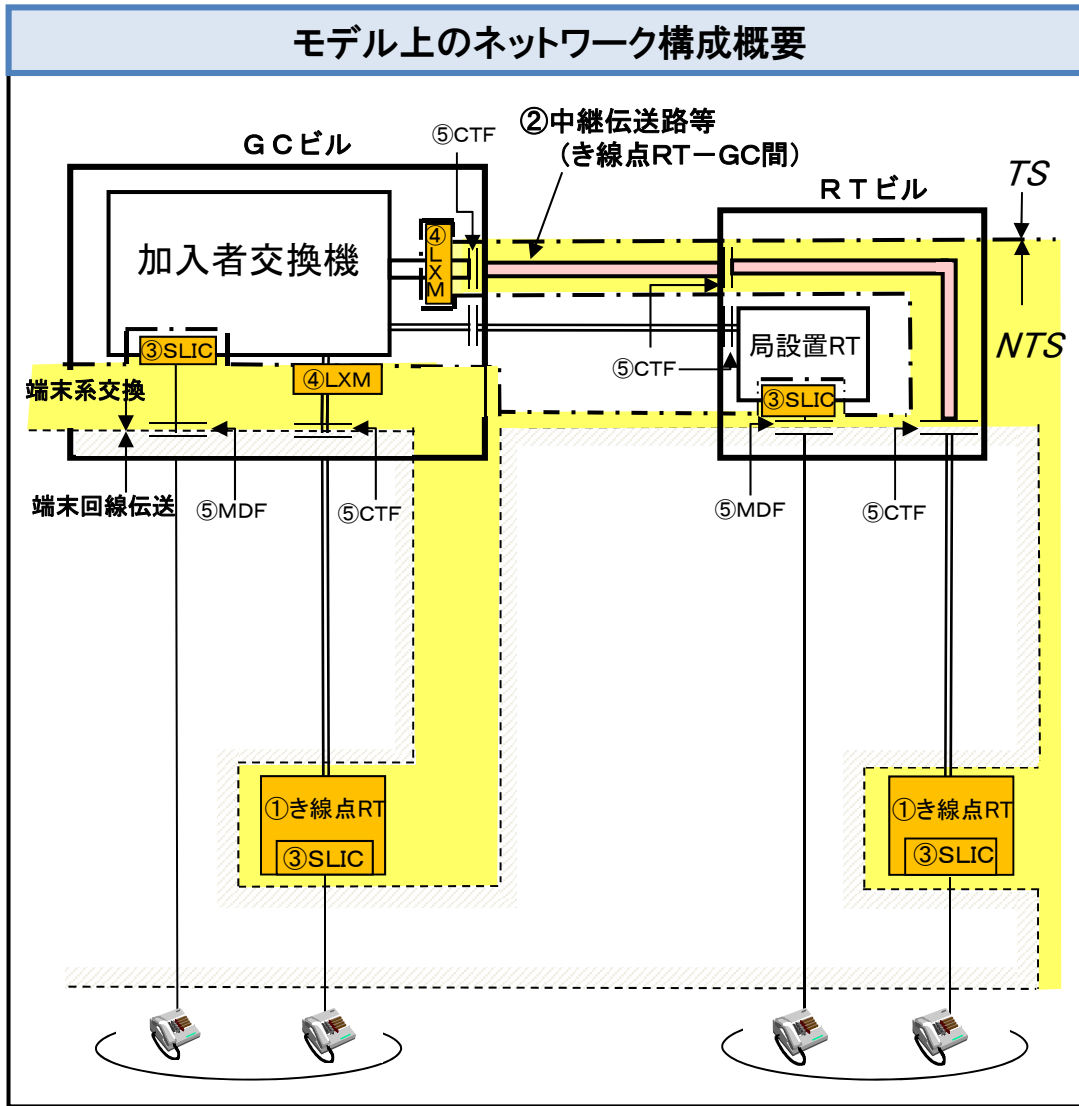 モデル上のネットワーク構成概要
GCビル
⑤CTF
②中継伝送路等
(き線点RT-GC間)
RTビル
TS
NTS
加入者交換機
④LXM
③SLIC
④LXM
端末系交換
端末回線伝送
⑤MDF
⑤CTF
⑤CTF
局設置RT
③SLIC
⑤MDF
⑤CTF
①き線点RT
③SLIC
①き線点RT
③SLIC